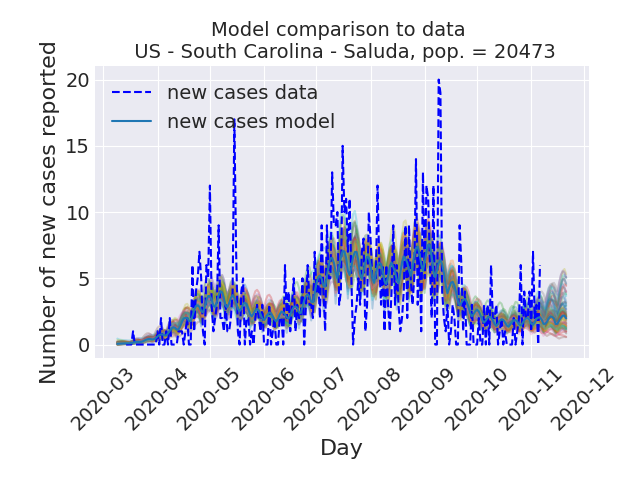 Model comparison to data
US - South Carolina - Saluda, pop. = 20473
Number of new cases reported
20
15
10
5
0
new cases data
new cases model
2020-03
2020-04
2020-05
2020-06
2020-07
2020-08
2020-09
2020-10
2020-11
2020-12
Day